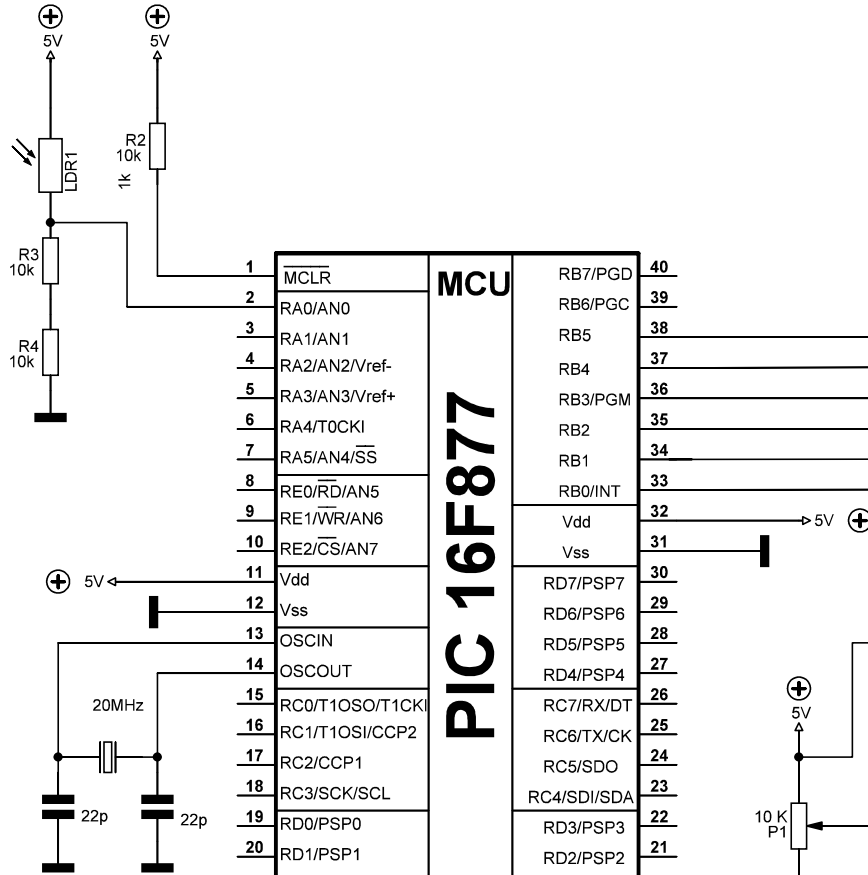 5V
5V
LDR1
R2
10k
1k
R3
10k
R4
10k
MCU
PIC 16F877
1 MCLR
2 RA0/AN0
3 RA1/AN1
4 RA2/AN2/Vref-
5 RA3/AN3/Vref+
6 RA4/T0CKI
7 RA5/AN4/SS
8 RE0/RD/AN5
9 RE1/WR/AN6
10 RE2/CS/AN7
5V 11 Vdd
12 Vss
13 OSCIN
14 OSCOUT
15 RC0/T1OSO/T1CKI
16 RC1/T1OSI/CCP2
17 RC2/CCP1
18 RC3/SCK/SCL
19 RD0/PSP0
20 RD1/PSP1
20MHz
22p
22p
RB7/PGD 40
RB6/PGC 39
RB5 38
RB4 37
RB3/PGM 36
RB2 35
RB1 34
RB0/INT 33
Vdd 32 5V
Vss 31
RD7/PSP7 30
RD6/PSP6 29
RD5/PSP5 28
RD4/PSP4 27
RC7/RX/DT 26
RC6/TX/CK 25
RC5/SDO 24
RC4/SDI/SDA 23
RD3/PSP3 22
RD2/PSP2 21
5V
10 K
P1